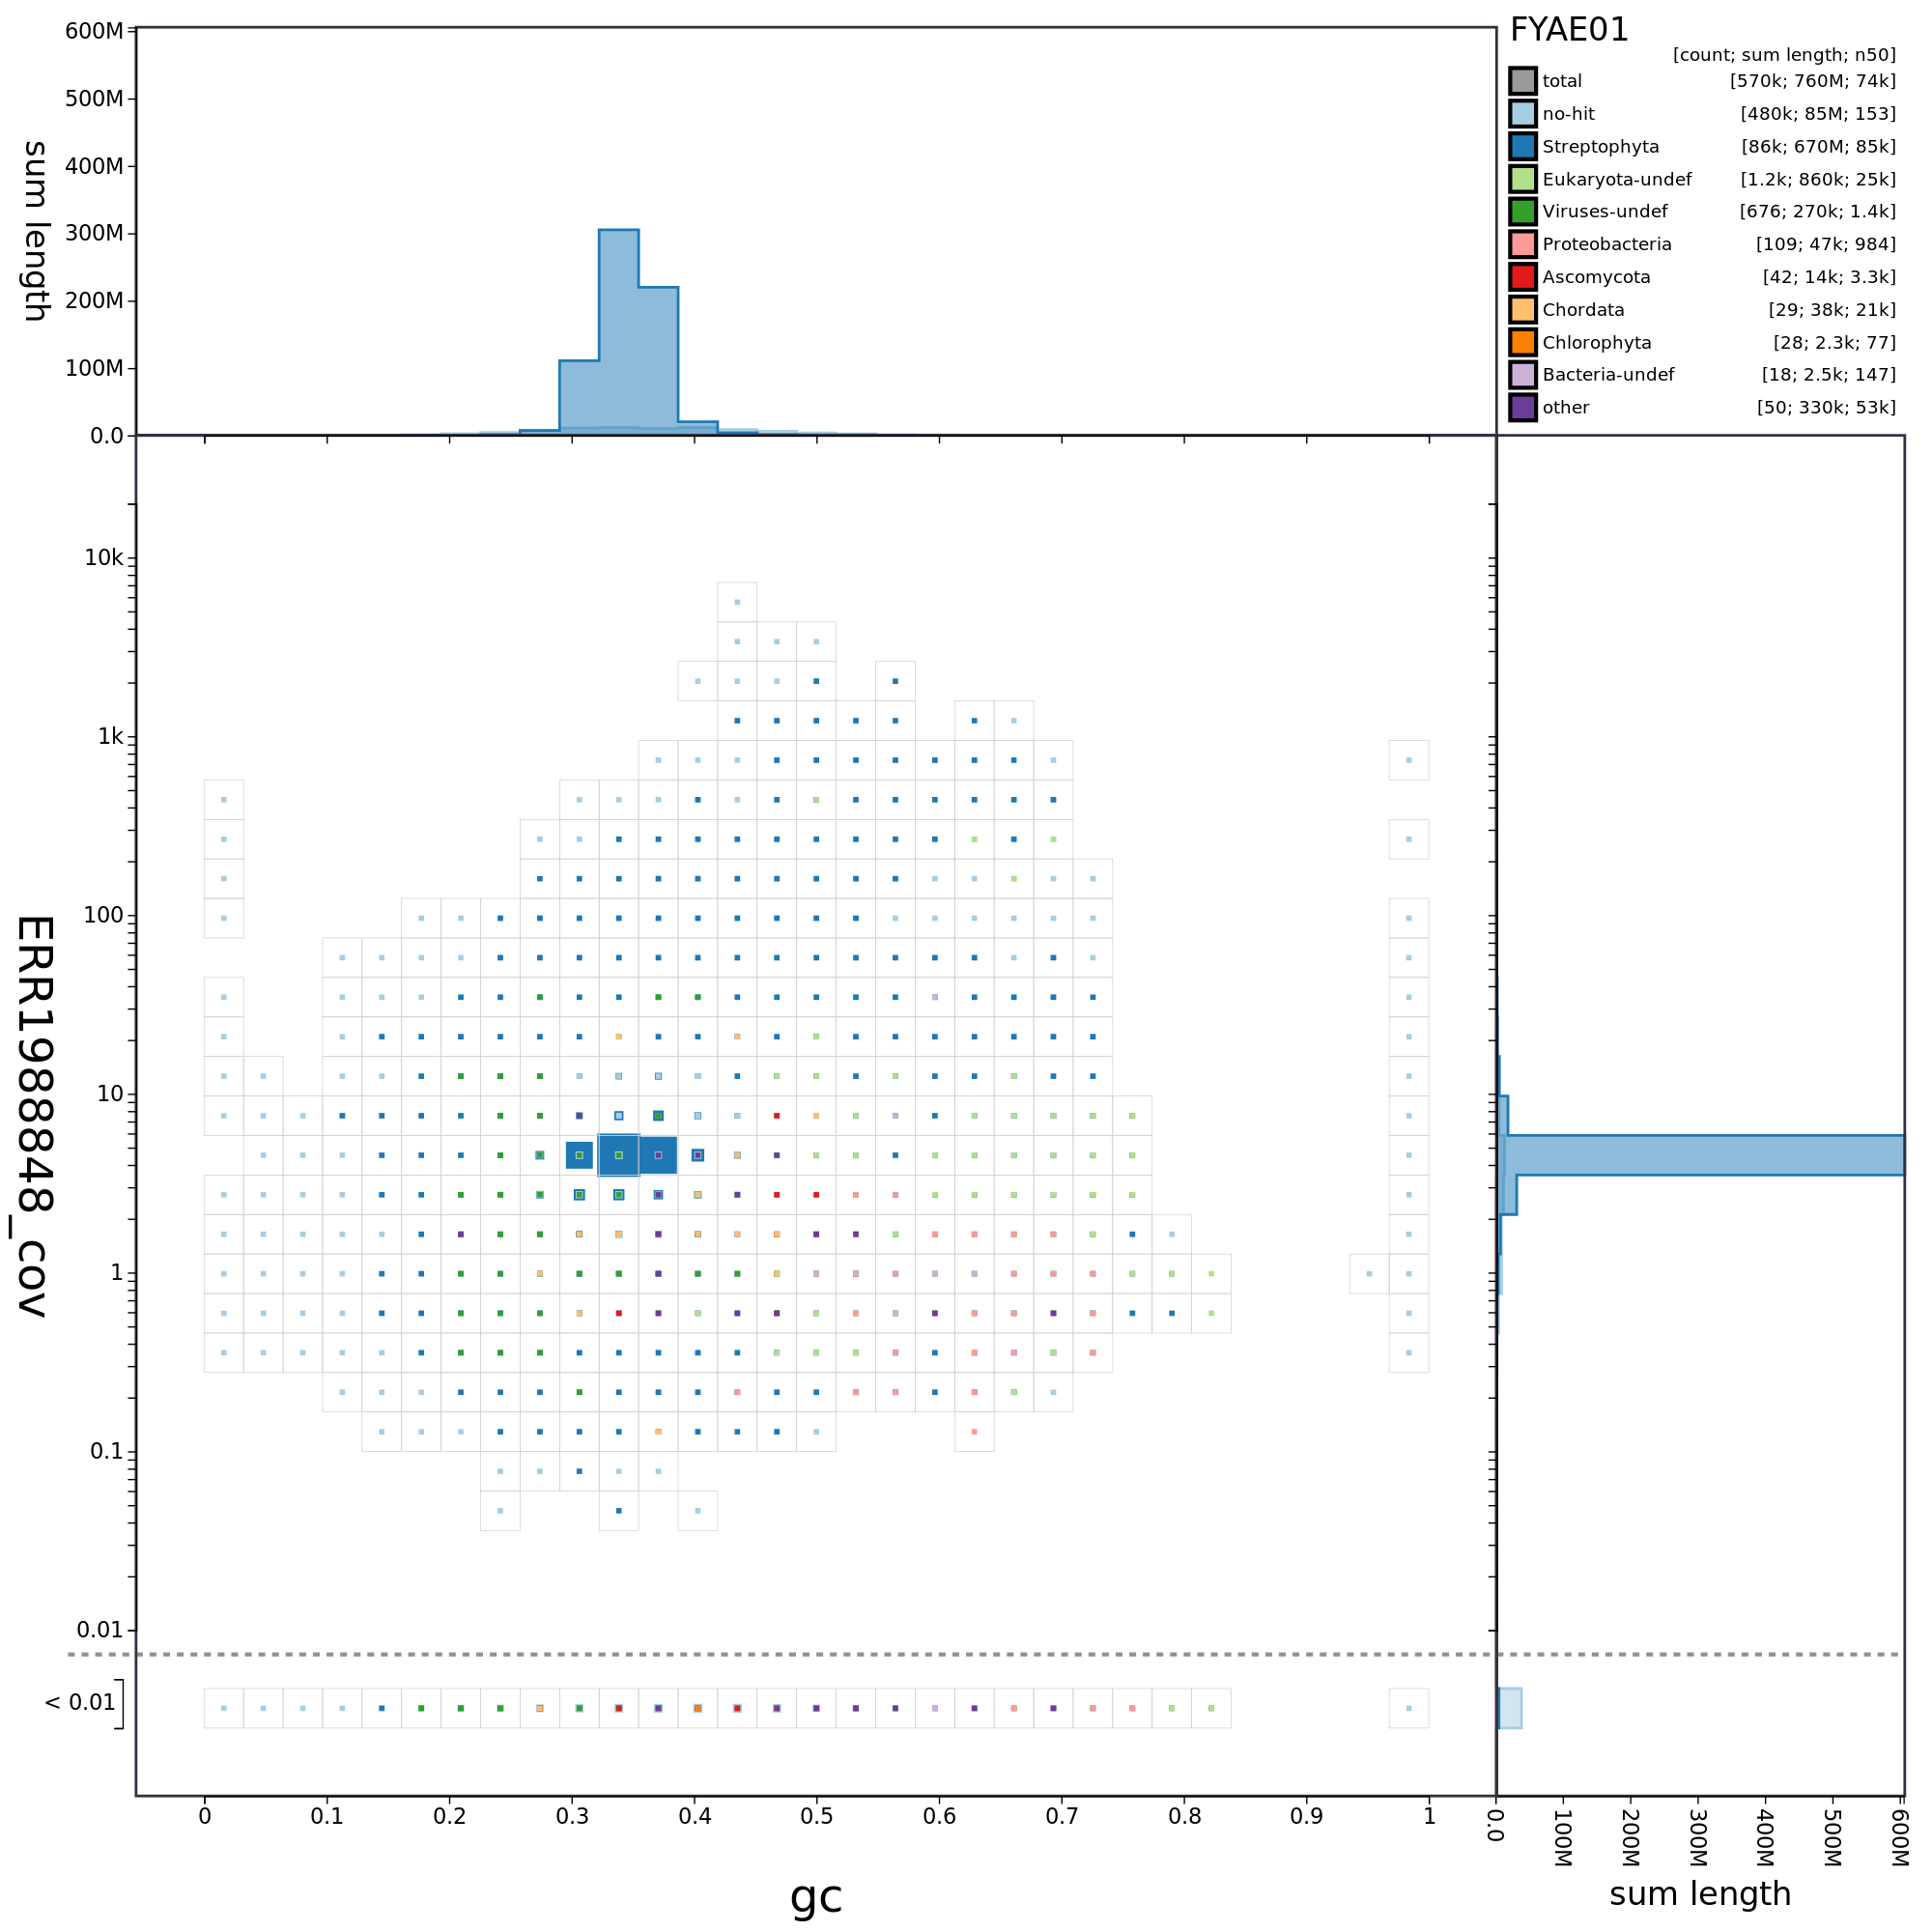 FYAE01
[count; sum length; n50]
total [570k; 760M; 74k]
no-hit [480k; 85M; 153]
Streptophyta [86k; 670M; 85k]
Eukaryota-undef [1.2k; 860k; 25k]
Viruses-undef [676; 270k; 1.4k]
Proteobacteria [109; 47k; 984]
Ascomycota [42; 14k; 3.3k]
Chordata [29; 38k; 21k]
Chlorophyta [28; 2.3k; 77]
Bacteria-undef [18; 2.5k; 147]
other [50; 330k; 53k]
sum length
600M
500M
400M
300M
200M
100M
0.0
ERR1988848_cov
10k
1k
100
10
1
0.1
0.01
< 0.01
0 0.1 0.2 0.3 0.4 0.5 0.6 0.7 0.8 0.9 1
gc
0.0 100M 200M 300M 400M 500M 600M
sum length